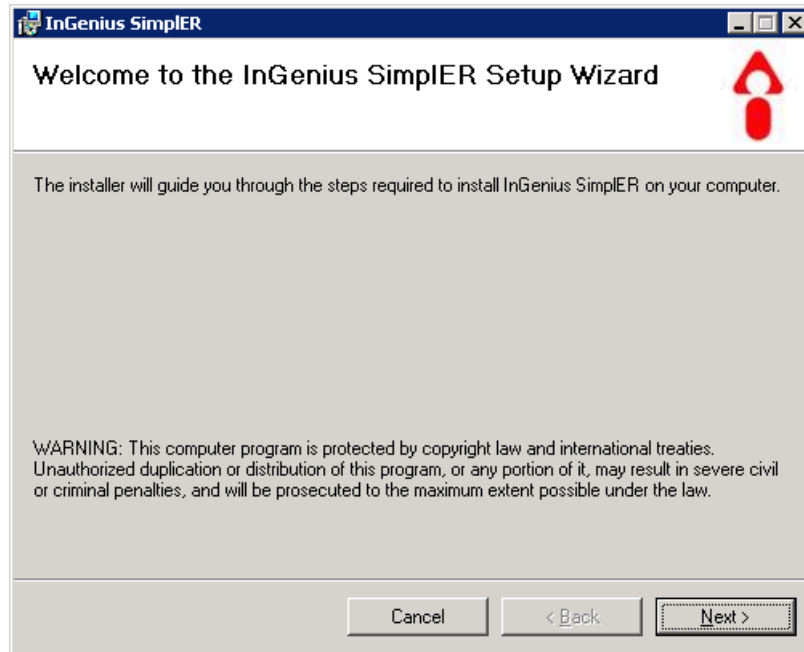 InGenius SimplER
Welcome to the InGenius SimplER Setup Wizard
The installer will guide you through the steps required to install InGenius SimplER on your computer.
WARNING: This computer program is protected by copyright law and international treaties.
Unauthorized duplication or distribution of this program, or any portion of it, may result in severe civil
or criminal penalties, and will be prosecuted to the maximum extent possible under the law.
Cancel
< Back
Next >